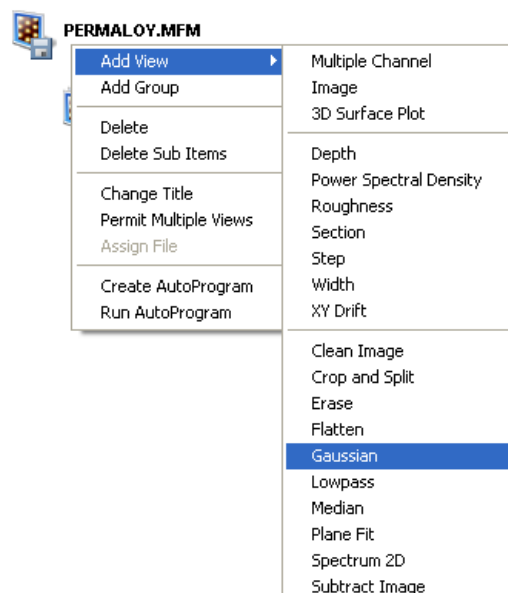 PERMALOY.MFM
Add View
Add Group
Delete
Delete Sub Items
Change Title
Permit Multiple Views
Assign File
Create AutoProgram
Run AutoProgram
Multiple Channel
Image
3D Surface Plot
Depth
Power Spectral Density
Roughness
Section
Step
Width
XY Drift
Clean Image
Crop and Split
Erase
Flatten
Gaussian
Lowpass
Median
Plane Fit
Spectrum 2D
Subtract Image